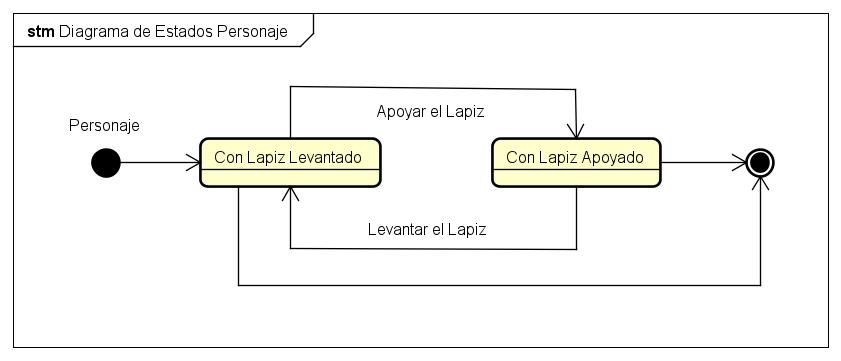 stm Diagrama de Estados Personaje
Apoyar el Lapiz
Personaje
Con Lapiz Levantado
Con Lapiz Apoyado
Levantar el Lapiz